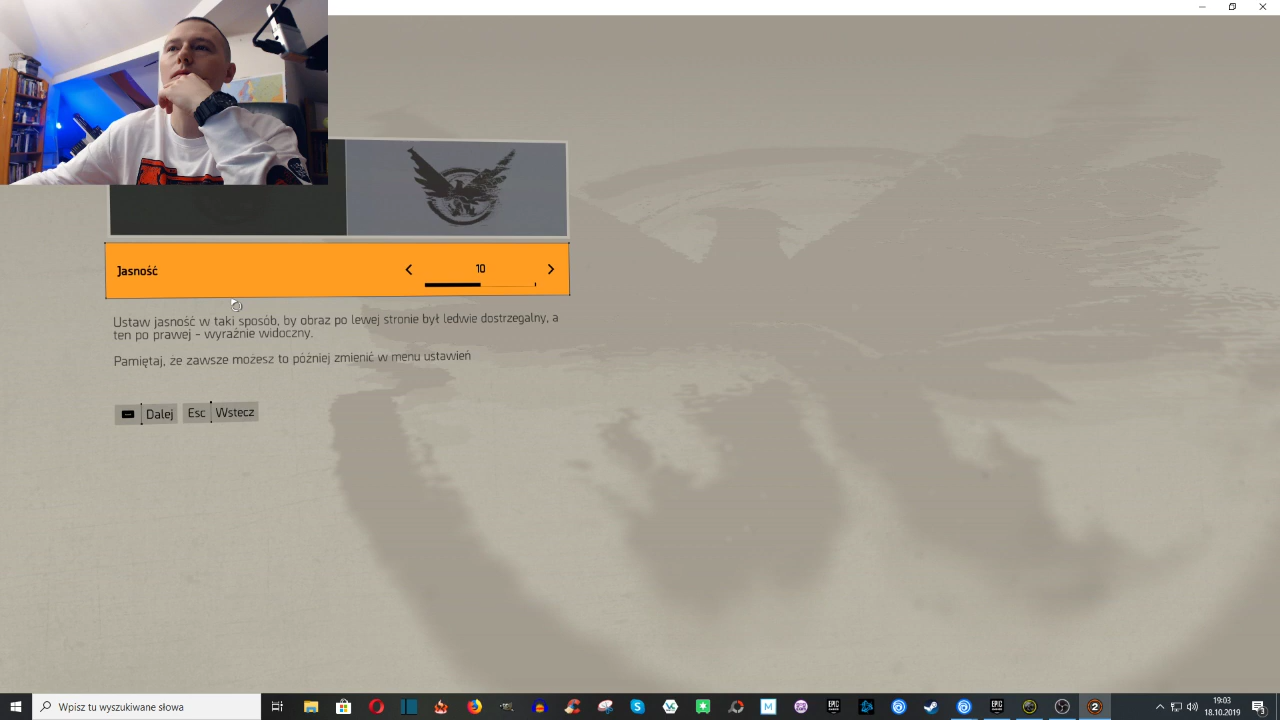 Jasność
10
Ustaw jasność w taki sposób, by obraz po lewej stronie był ledwie dostrzegalny, a
ten po prawej - wyraźnie widoczny.
Pamiętaj, że zawsze możesz to później zmienić w menu ustawień
Dalej Esc Wstecz
Wpisz tu wyszukiwane słowa
19:03
18.10.2019